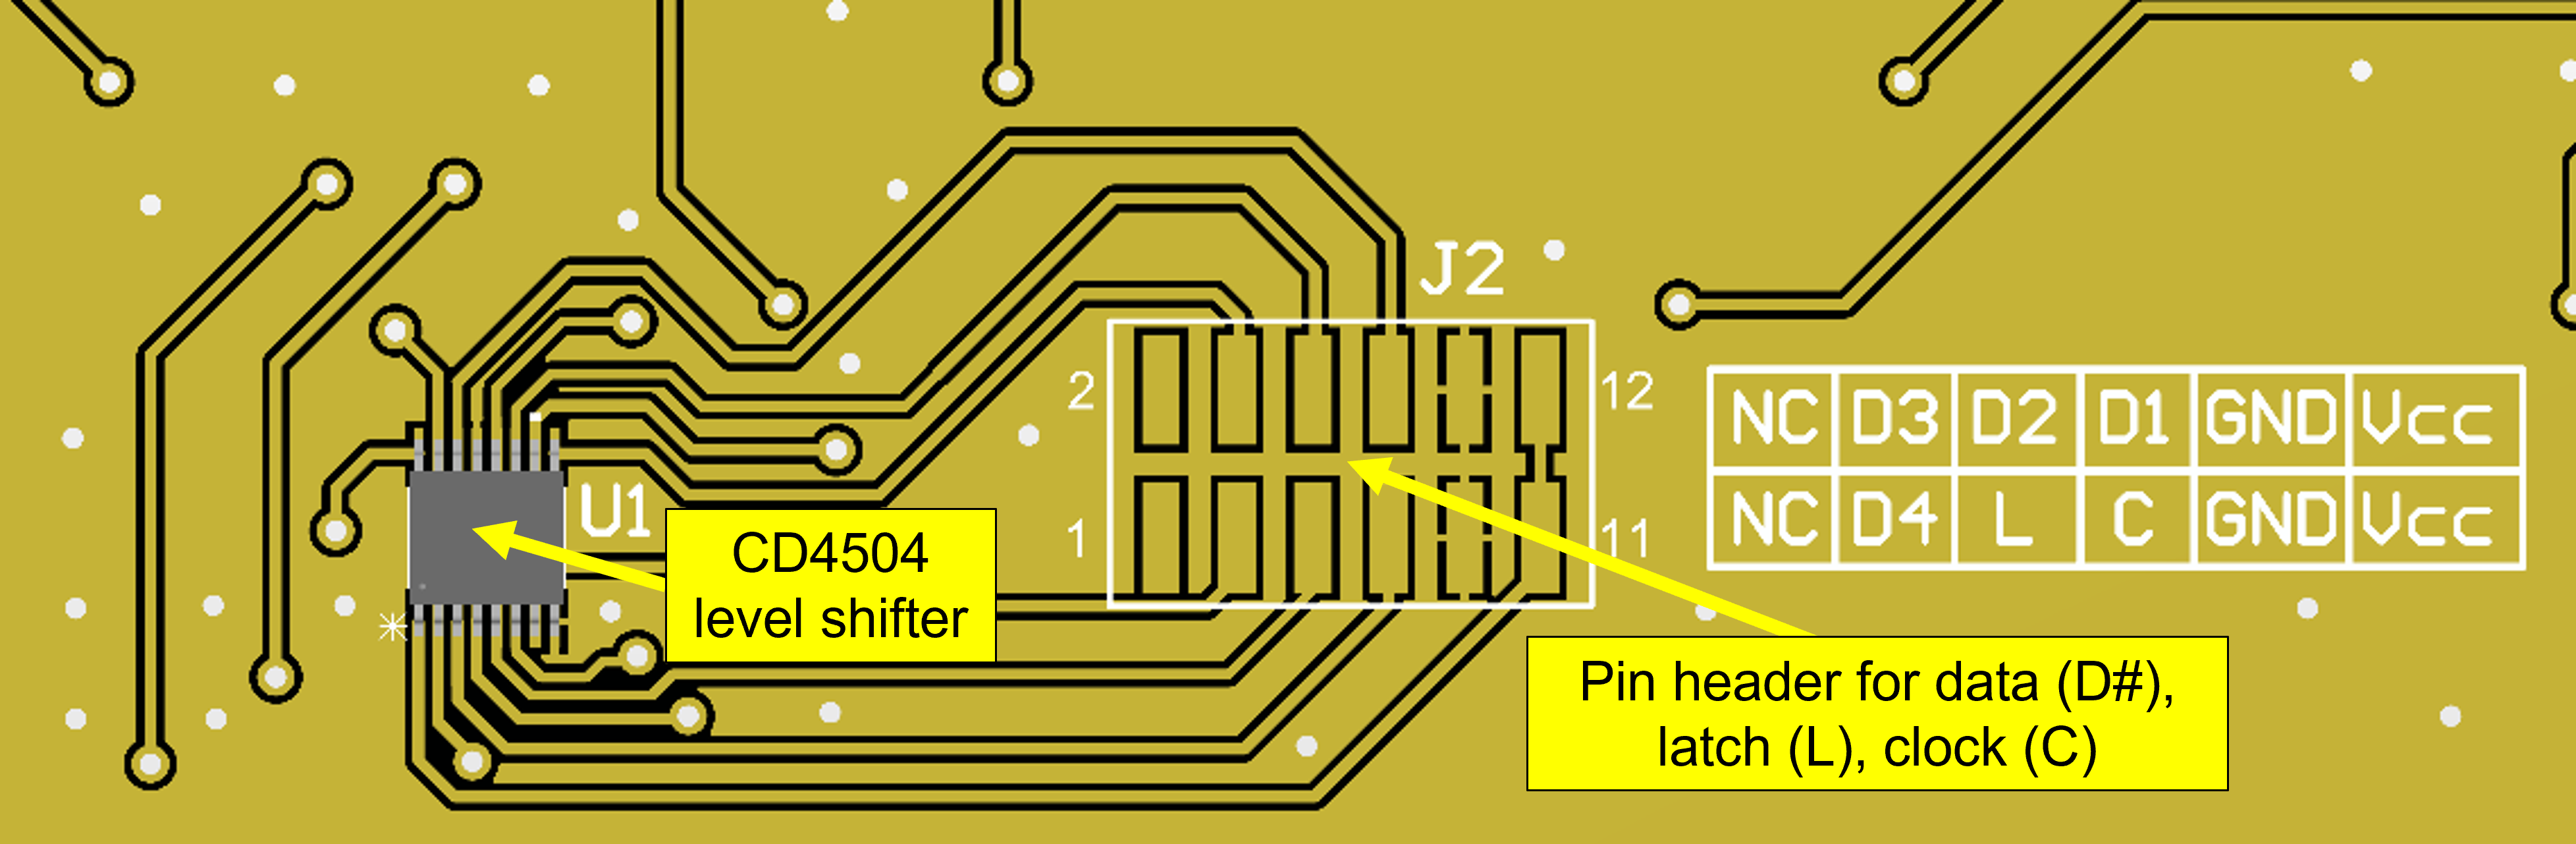 J2
2
12
NC D3 D2 D1 GND Vcc
U1
1
11
NC D4 L C GND Vcc
CD4504
level shifter
Pin header for data (D#),
latch (L), clock (C)